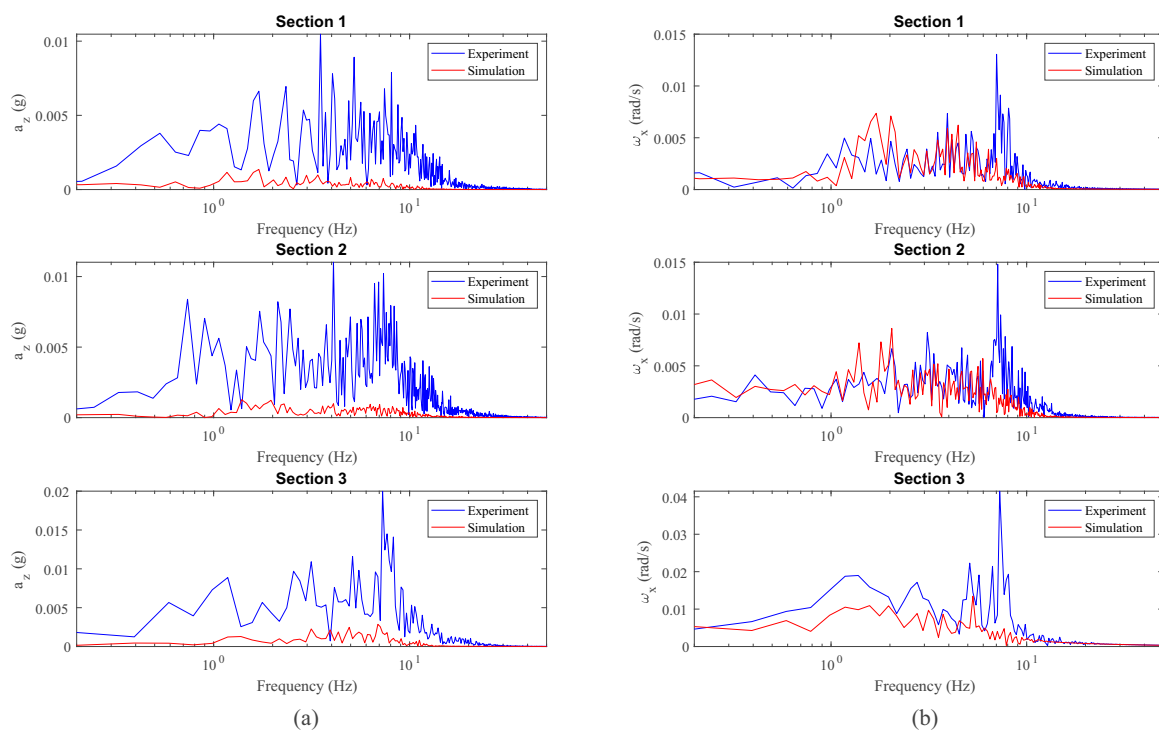 Section 1
0.01
0.005
0
a_z (g)
Experiment
Simulation
10^0
10^1
Frequency (Hz)
Section 2
0.01
0.005
0
a_z (g)
Experiment
Simulation
10^0
10^1
Frequency (Hz)
Section 3
0.02
0.015
0.01
0.005
0
a_z (g)
Experiment
Simulation
10^0
10^1
Frequency (Hz)
(a)
Section 1
0.015
0.01
0.005
0
ω_x (rad/s)
Experiment
Simulation
10^0
10^1
Frequency (Hz)
Section 2
0.015
0.01
0.005
0
ω_x (rad/s)
Experiment
Simulation
10^0
10^1
Frequency (Hz)
Section 3
0.04
0.03
0.02
0.01
0
ω_x (rad/s)
Experiment
Simulation
10^0
10^1
Frequency (Hz)
(b)